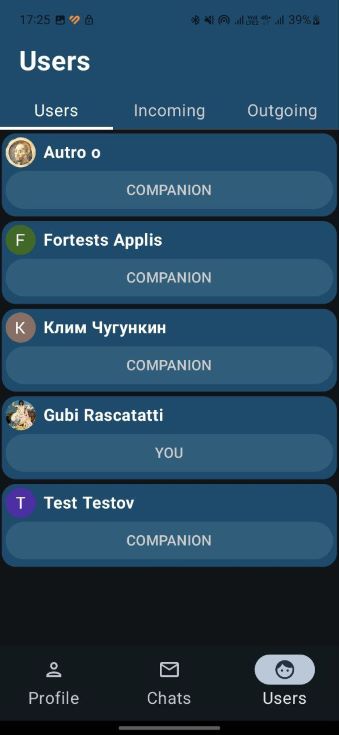 17:25
39%
Users
Users Incoming Outgoing
Autro o
COMPANION
F Fortests Applis
COMPANION
К Клим Чугункин
COMPANION
Gubi Rascatatti
YOU
T Test Testov
COMPANION
Profile Chats Users